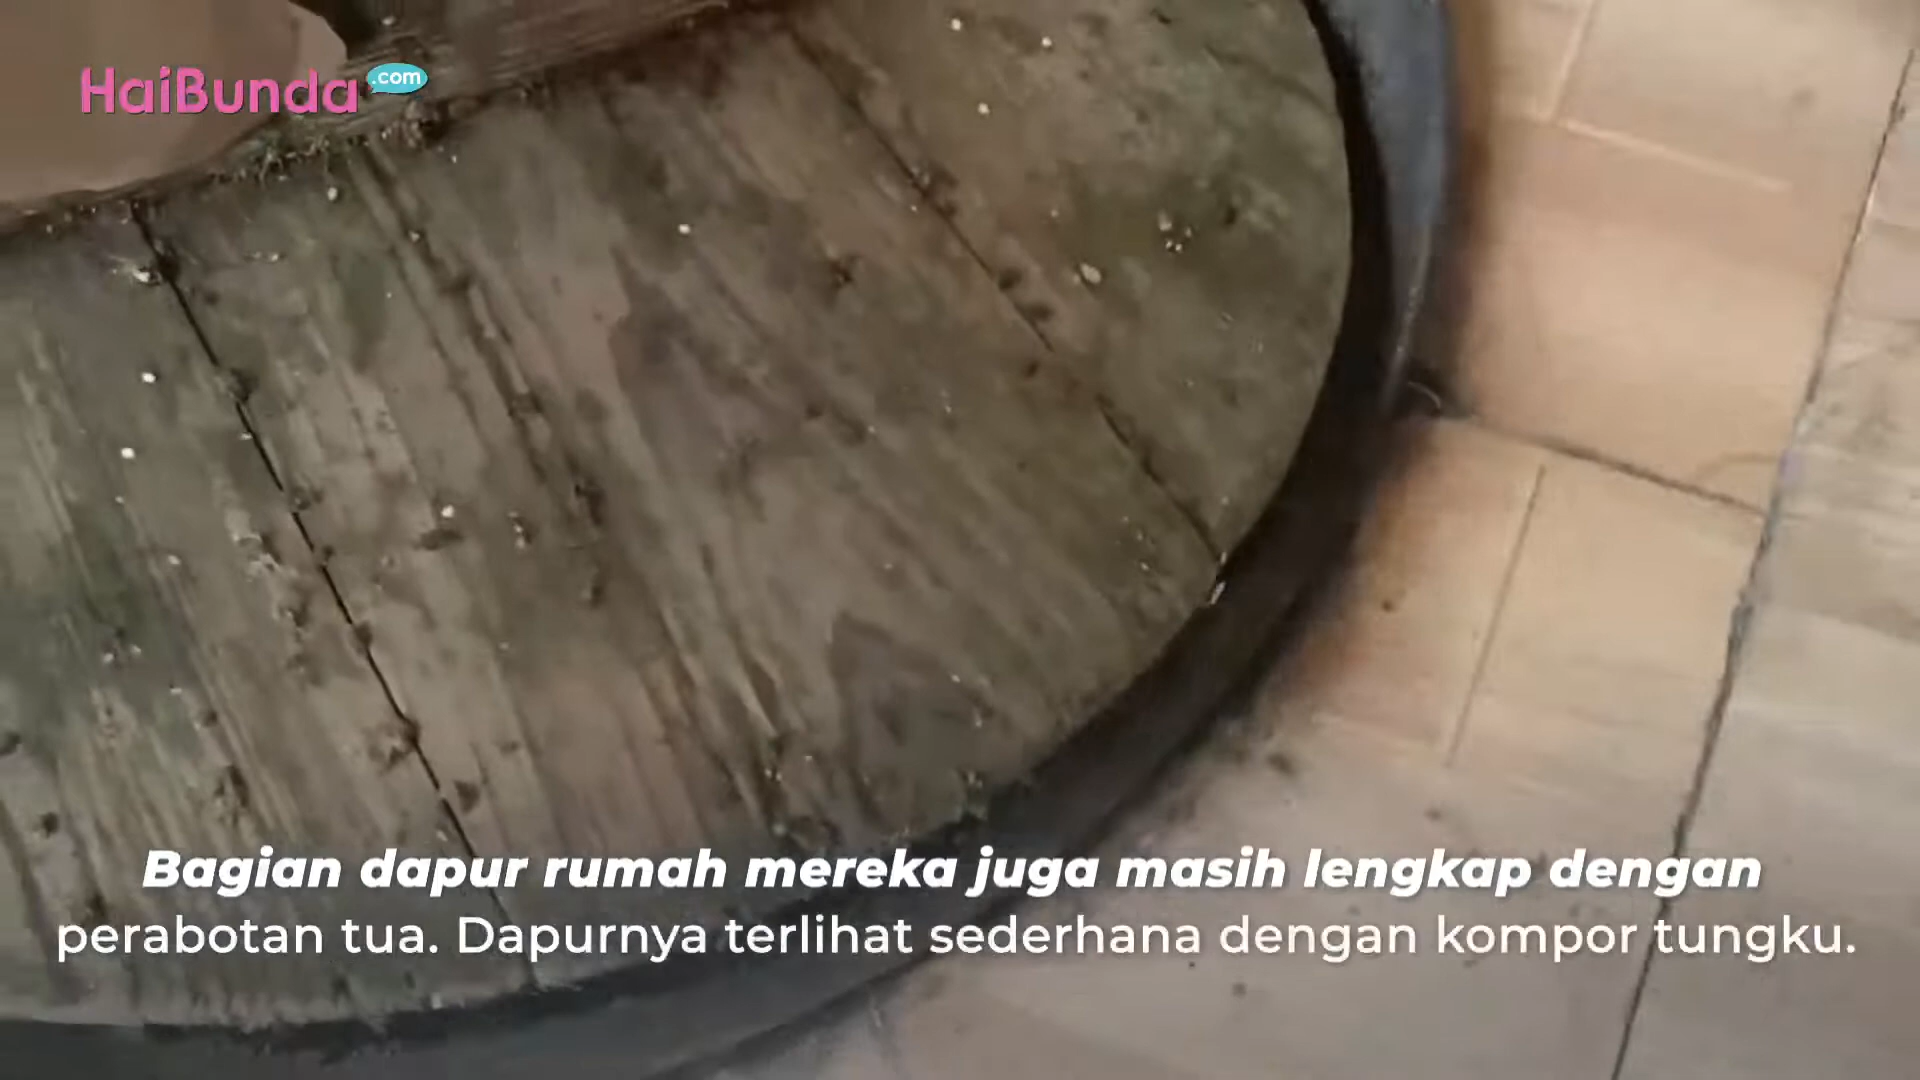 HaiBunda.com
Bagian dapur rumah mereka juga masih lengkap dengan
perabotan tua. Dapurnya terlihat sederhana dengan kompor tungku.